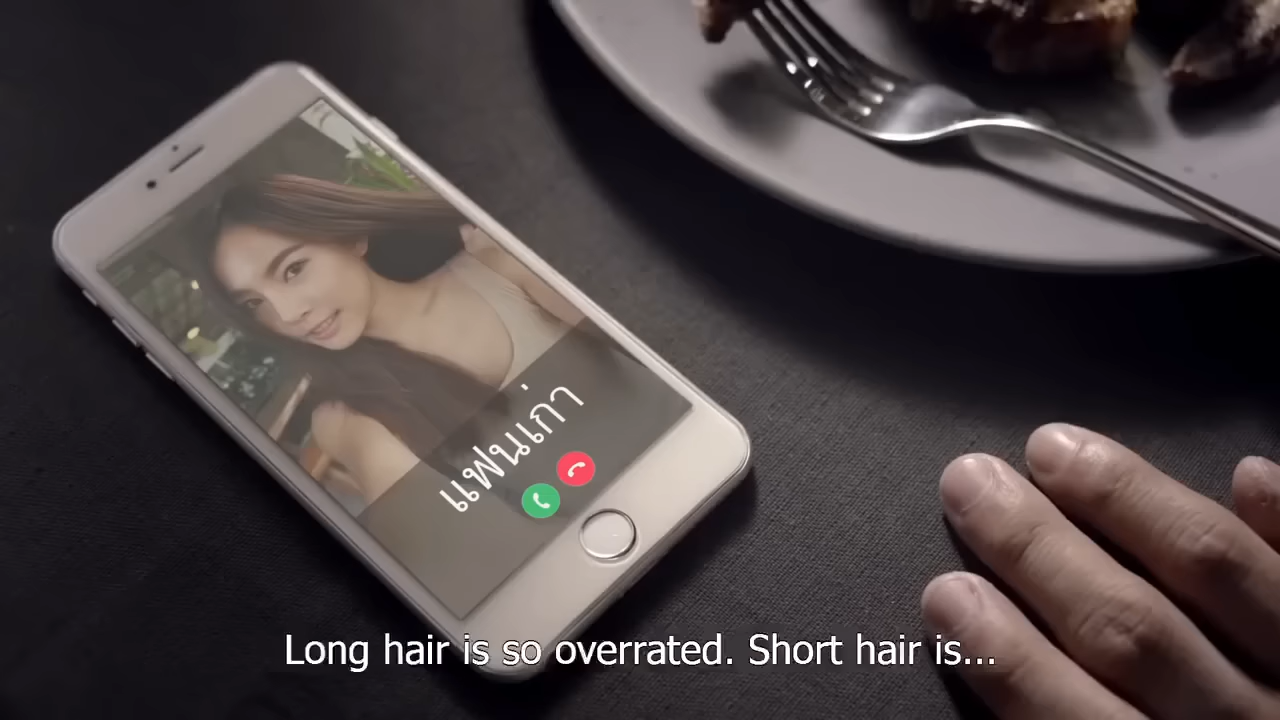 แฟนเก่า
Long hair is so overrated. Short hair is...